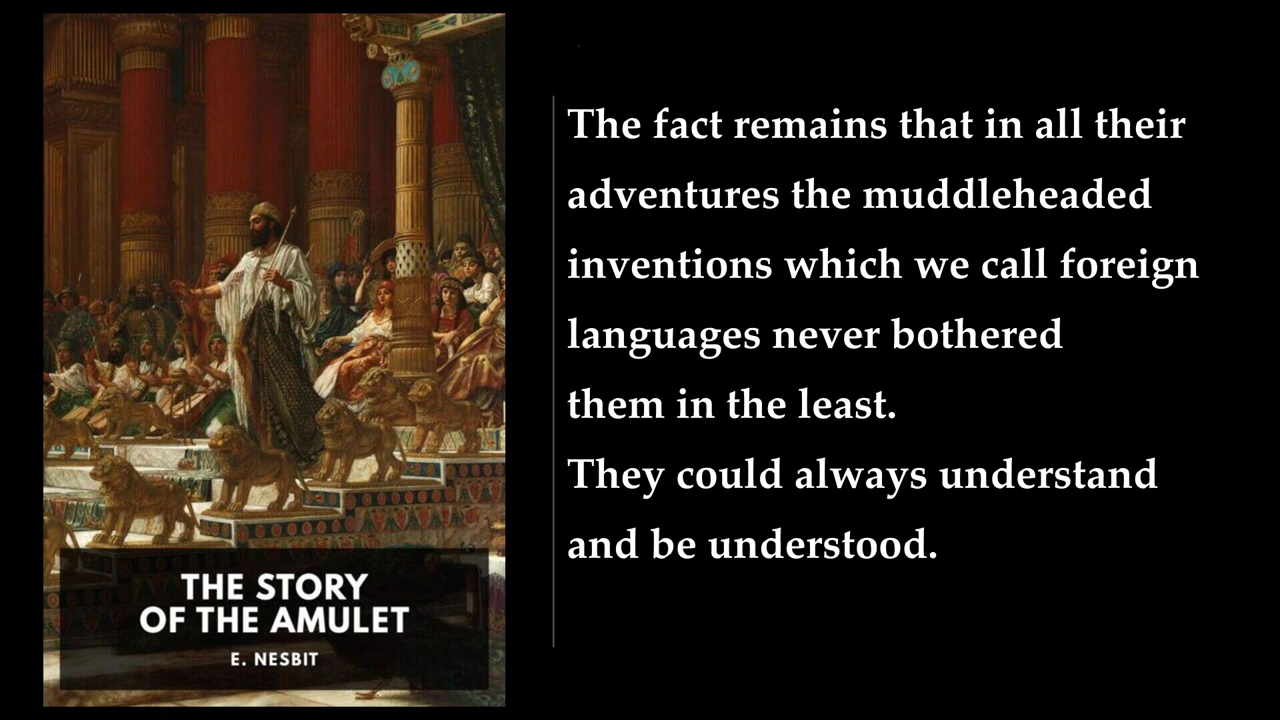 THE STORY
OF THE AMULET
E. NESBIT
The fact remains that in all their
adventures the muddleheaded
inventions which we call foreign
languages never bothered
them in the least.
They could always understand
and be understood.